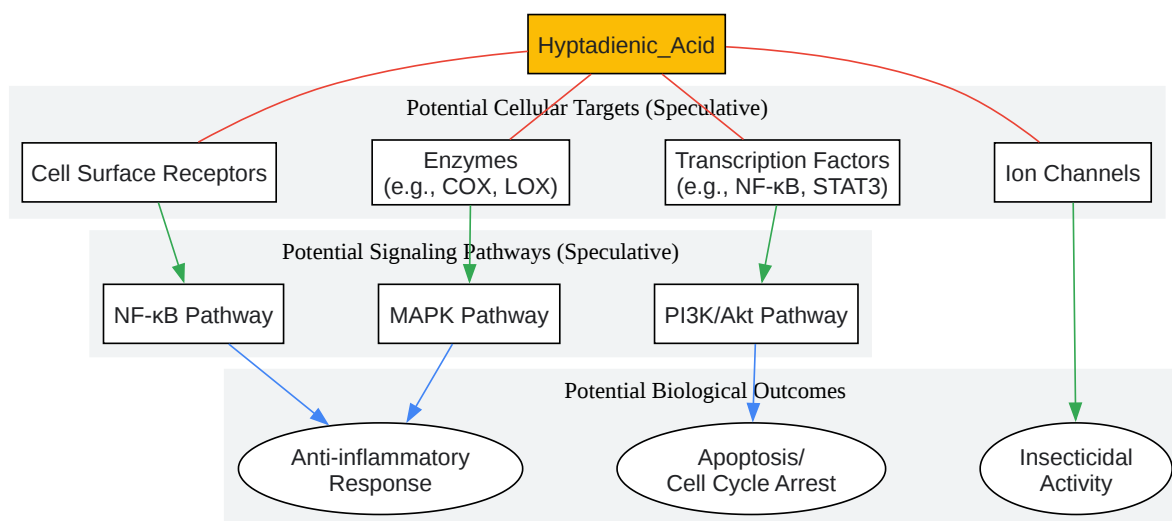 Hyptadienic_Acid
Potential Cellular Targets (Speculative)
Cell Surface Receptors
Enzymes
(e.g., COX, LOX)
Transcription Factors
(e.g., NF-κB, STAT3)
Ion Channels
Potential Signaling Pathways (Speculative)
NF-κB Pathway
MAPK Pathway
PI3K/Akt Pathway
Potential Biological Outcomes
Anti-inflammatory
Response
Apoptosis/
Cell Cycle Arrest
Insecticidal
Activity